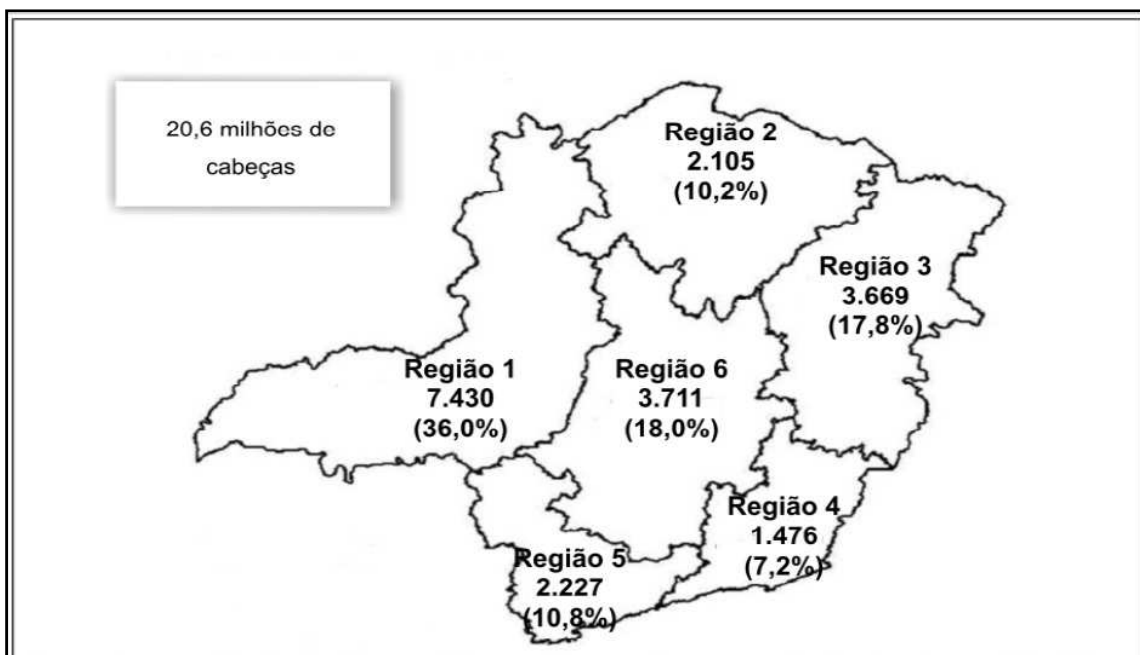 20,6 milhões de
cabeças
Região 2
2.105
(10,2%)
Região 3
3.669
(17,8%)
Região 1
7.430
(36,0%)
Região 6
3.711
(18,0%)
Região 4
1.476
(7,2%)
Região 5
2.227
(10,8%)